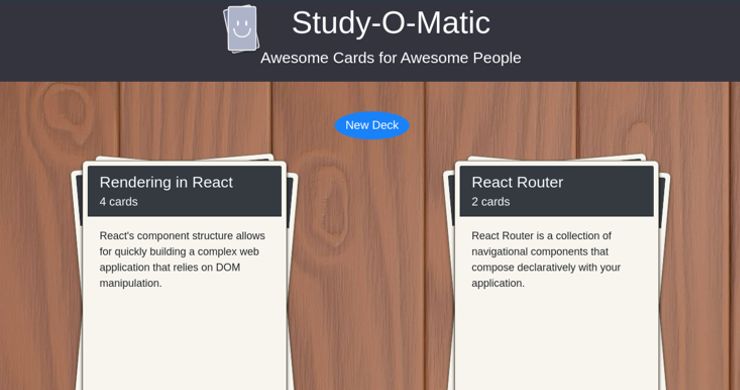 Study-O-Matic
Awesome Cards for Awesome People
New Deck
Rendering in React
4 cards
React's component structure allows
for quickly building a complex web
application that relies on DOM
manipulation.
React Router
2 cards
React Router is a collection of
navigational components that
compose declaratively with your
application.